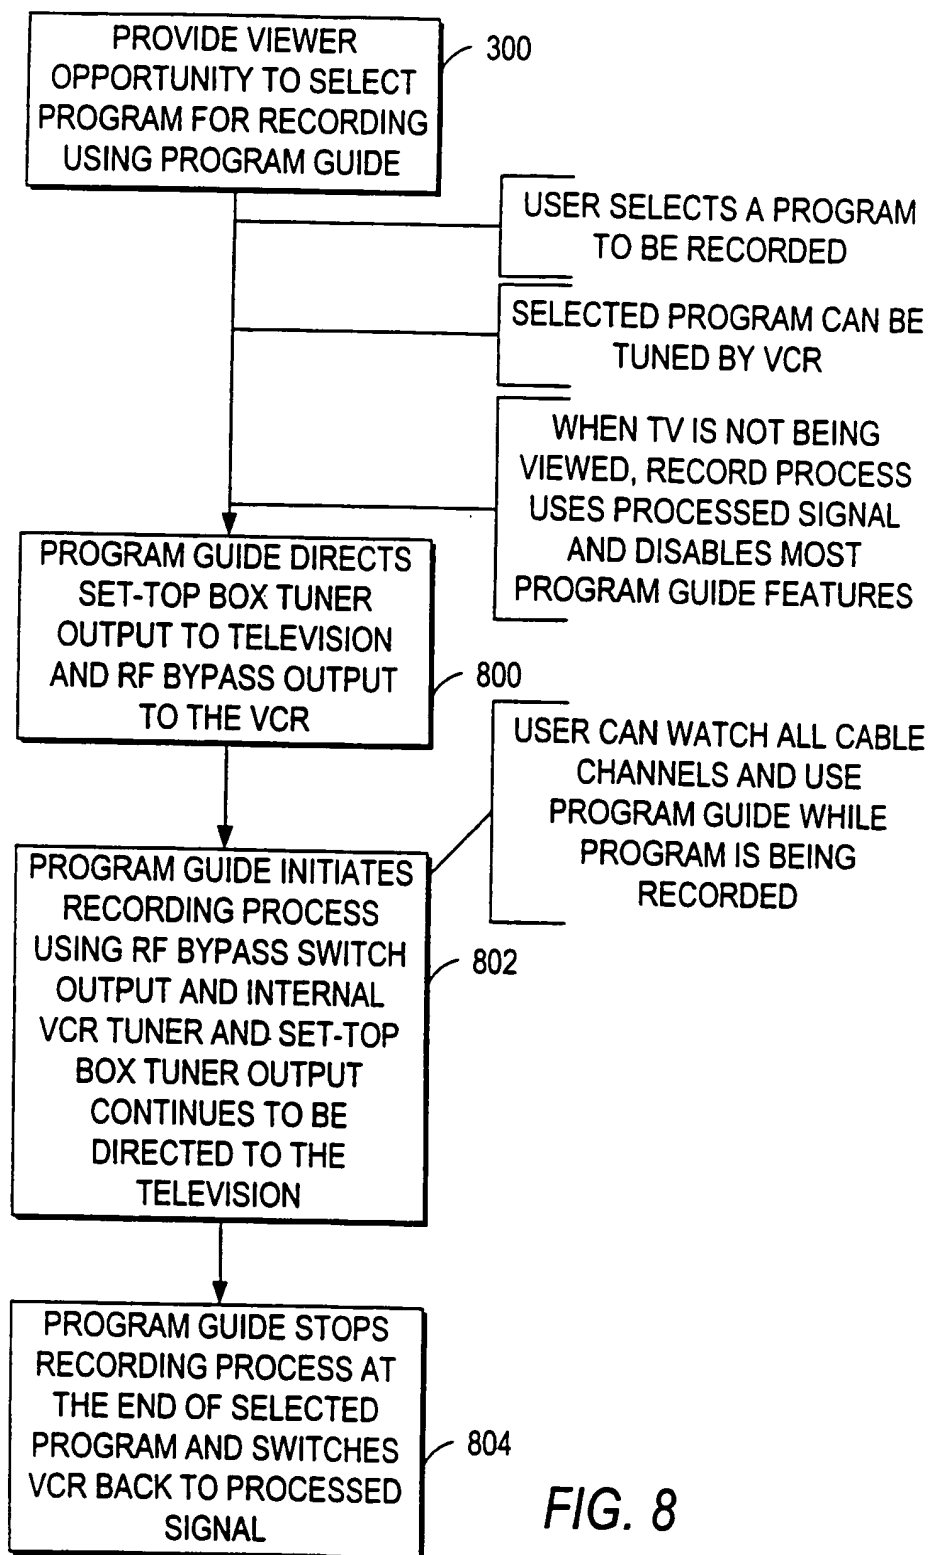 PROVIDE VIEWER
OPPORTUNITY TO SELECT
PROGRAM FOR RECORDING
USING PROGRAM GUIDE
300
USER SELECTS A PROGRAM
TO BE RECORDED
SELECTED PROGRAM CAN BE
TUNED BY VCR
WHEN TV IS NOT BEING
VIEWED, RECORD PROCESS
USES PROCESSED SIGNAL
AND DISABLES MOST
PROGRAM GUIDE FEATURES
PROGRAM GUIDE DIRECTS
SET-TOP BOX TUNER
OUTPUT TO TELEVISION
AND RF BYPASS OUTPUT
TO THE VCR
800
USER CAN WATCH ALL CABLE
CHANNELS AND USE
PROGRAM GUIDE WHILE
PROGRAM IS BEING
RECORDED
PROGRAM GUIDE INITIATES
RECORDING PROCESS
USING RF BYPASS SWITCH
OUTPUT AND INTERNAL
VCR TUNER AND SET-TOP
BOX TUNER OUTPUT
CONTINUES TO BE
DIRECTED TO THE
TELEVISION
802
PROGRAM GUIDE STOPS
RECORDING PROCESS AT
THE END OF SELECTED
PROGRAM AND SWITCHES
VCR BACK TO PROCESSED
SIGNAL
804
FIG. 8